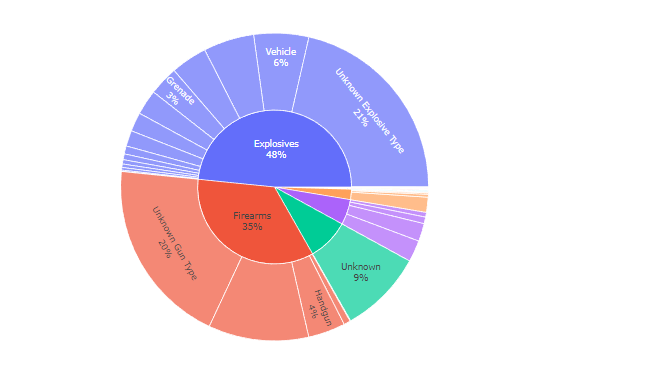 Vehicle
6%
Grenade
3%
Unknown Explosive Type
21%
Explosives
48%
Firearms
35%
Unknown Gun Type
20%
Handgun
4%
Unknown
9%